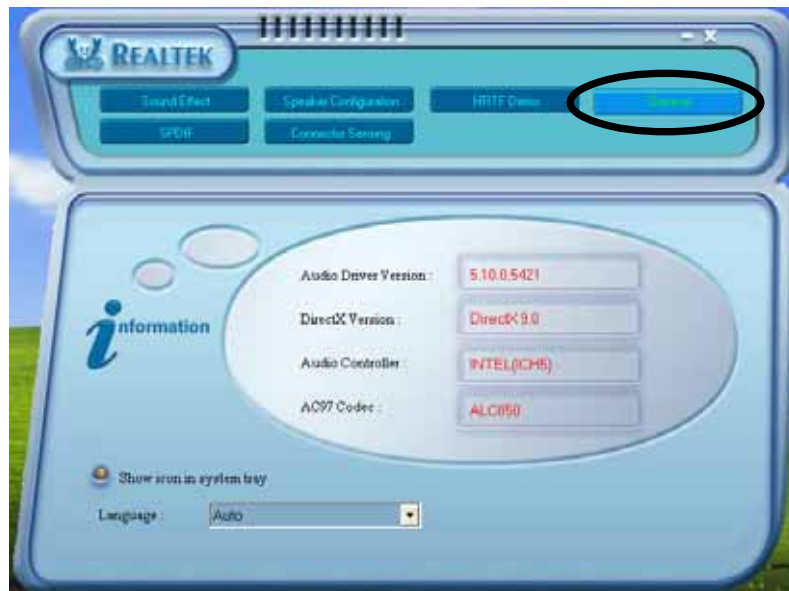 REALTEK
Sound Effect
Speaker Configuration
HRTF Demo
General
SPDIF
Connector Sensing
Audio Driver Version :
5.10.0.5421
DirectX Version :
DirectX 9.0
information
Audio Controller :
INTEL(ICH5)
AC97 Codec :
ALC850
Show icon in system tray
Language :
Auto